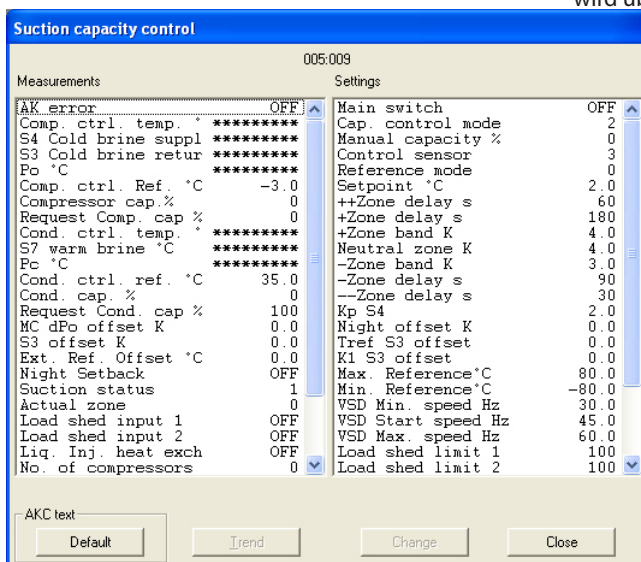 wird üb
Suction capacity control
005:009
Measurements
Settings
AK error OFF
Comp. ctrl. temp. ° *********
S4 Cold brine suppl *********
S3 Cold brine retur *********
Po °C *********
Comp. ctrl. Ref. °C -3.0
Compressor cap.% 0
Request Comp. cap % 0
Cond. ctrl. temp. ° *********
S7 warm brine °C *********
Pc °C *********
Cond. ctrl. ref. °C 35.0
Cond. cap. % 0
Request Cond. cap % 100
MC dPo offset K 0.0
S3 offset K 0.0
Ext. Ref. Offset °C 0.0
Night Setback OFF
Suction status 1
Actual zone 0
Load shed input 1 OFF
Load shed input 2 OFF
Liq. Inj. heat exch OFF
No. of compressors 0
Main switch OFF
Cap. control mode 2
Manual capacity % 0
Control sensor 3
Reference mode 0
Setpoint °C 2.0
++Zone delay s 60
+Zone delay s 180
+Zone band K 4.0
Neutral zone K 4.0
-Zone band K 3.0
-Zone delay s 90
--Zone delay s 30
Kp S4 2.0
Night offset K 0.0
Tref S3 offset 0.0
K1 S3 offset 0.0
Max. Reference°C 80.0
Min. Reference°C -80.0
VSD Min. speed Hz 30.0
VSD Start speed Hz 45.0
VSD Max. speed Hz 60.0
Load shed limit 1 100
Load shed limit 2 100
AKC text
Default
Trend
Change
Close